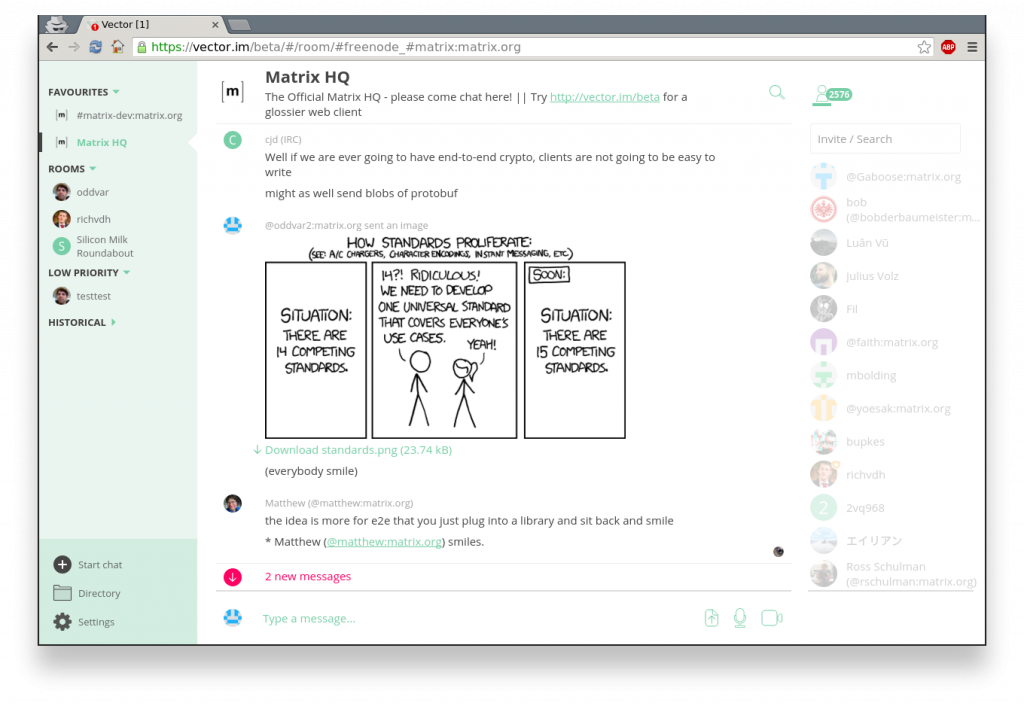 Vector [1]
https://vector.im/beta/#/room/#freenode_#matrix:matrix.org
ABP
FAVOURITES
[m] #matrix-dev:matrix.org
[m] Matrix HQ
ROOMS
oddvar
richvdh
S Silicon Milk
Roundabout
LOW PRIORITY
testtest
HISTORICAL
Start chat
Directory
Settings
[m]
Matrix HQ
The Official Matrix HQ - please come chat here! || Try http://vector.im/beta for a
glossier web client
C cjd (IRC)
Well if we are ever going to have end-to-end crypto, clients are not going to be easy to
write
might as well send blobs of protobuf
@oddvar2:matrix.org sent an image
HOW STANDARDS PROLIFERATE:
(SEE: A/C CHARGERS, CHARACTER ENCODINGS, INSTANT MESSAGING, ETC.)
SITUATION:
THERE ARE
14 COMPETING
STANDARDS.
14?! RIDICULOUS!
WE NEED TO DEVELOP
ONE UNIVERSAL STANDARD
THAT COVERS EVERYONE'S
USE CASES.
YEAH!
SOON:
SITUATION:
THERE ARE
15 COMPETING
STANDARDS.
Download standards.png (23.74 kB)
(everybody smile)
Matthew (@matthew:matrix.org)
the idea is more for e2e that you just plug into a library and sit back and smile
* Matthew (@matthew:matrix.org) smiles.
2 new messages
Type a message...
2576
Invite / Search
@Gaboose:matrix.org
bob
(@bobderbaumeister:m...
Luân Vũ
Julius Volz
Fil
@faith:matrix.org
mbolding
@yoesak:matrix.org
bupkes
richvdh
2 2vq968
エイリアン
Ross Schulman
(@rschulman:matrix.org)